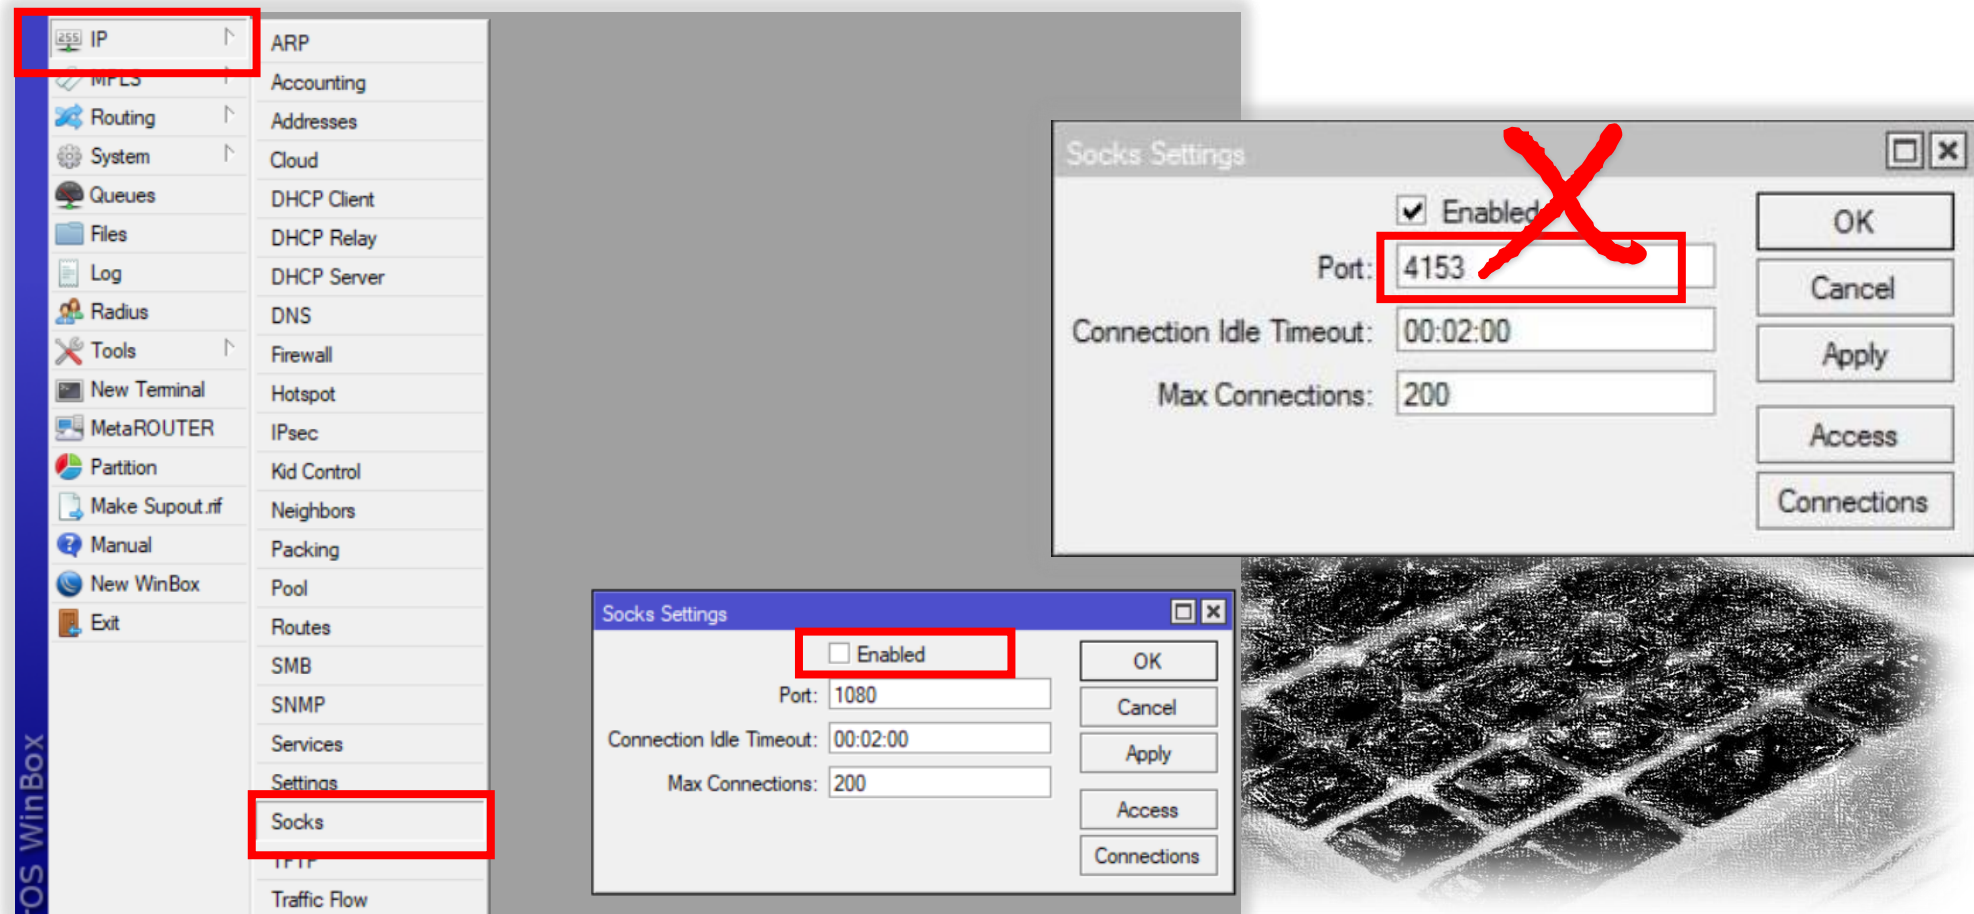 IP
MPLS
Routing
System
Queues
Files
Log
Radius
Tools
New Terminal
MetaROUTER
Partition
Make Supout.rif
Manual
New WinBox
Exit
ARP
Accounting
Addresses
Cloud
DHCP Client
DHCP Relay
DHCP Server
DNS
Firewall
Hotspot
IPsec
Kid Control
Neighbors
Packing
Pool
Routes
SMB
SNMP
Services
Settings
Socks
TFTP
Traffic Flow
OS WinBox
Socks Settings
Enabled
Port: 1080
Connection Idle Timeout: 00:02:00
Max Connections: 200
OK
Cancel
Apply
Access
Connections
Socks Settings
Enabled
Port: 4153
Connection Idle Timeout: 00:02:00
Max Connections: 200
OK
Cancel
Apply
Access
Connections